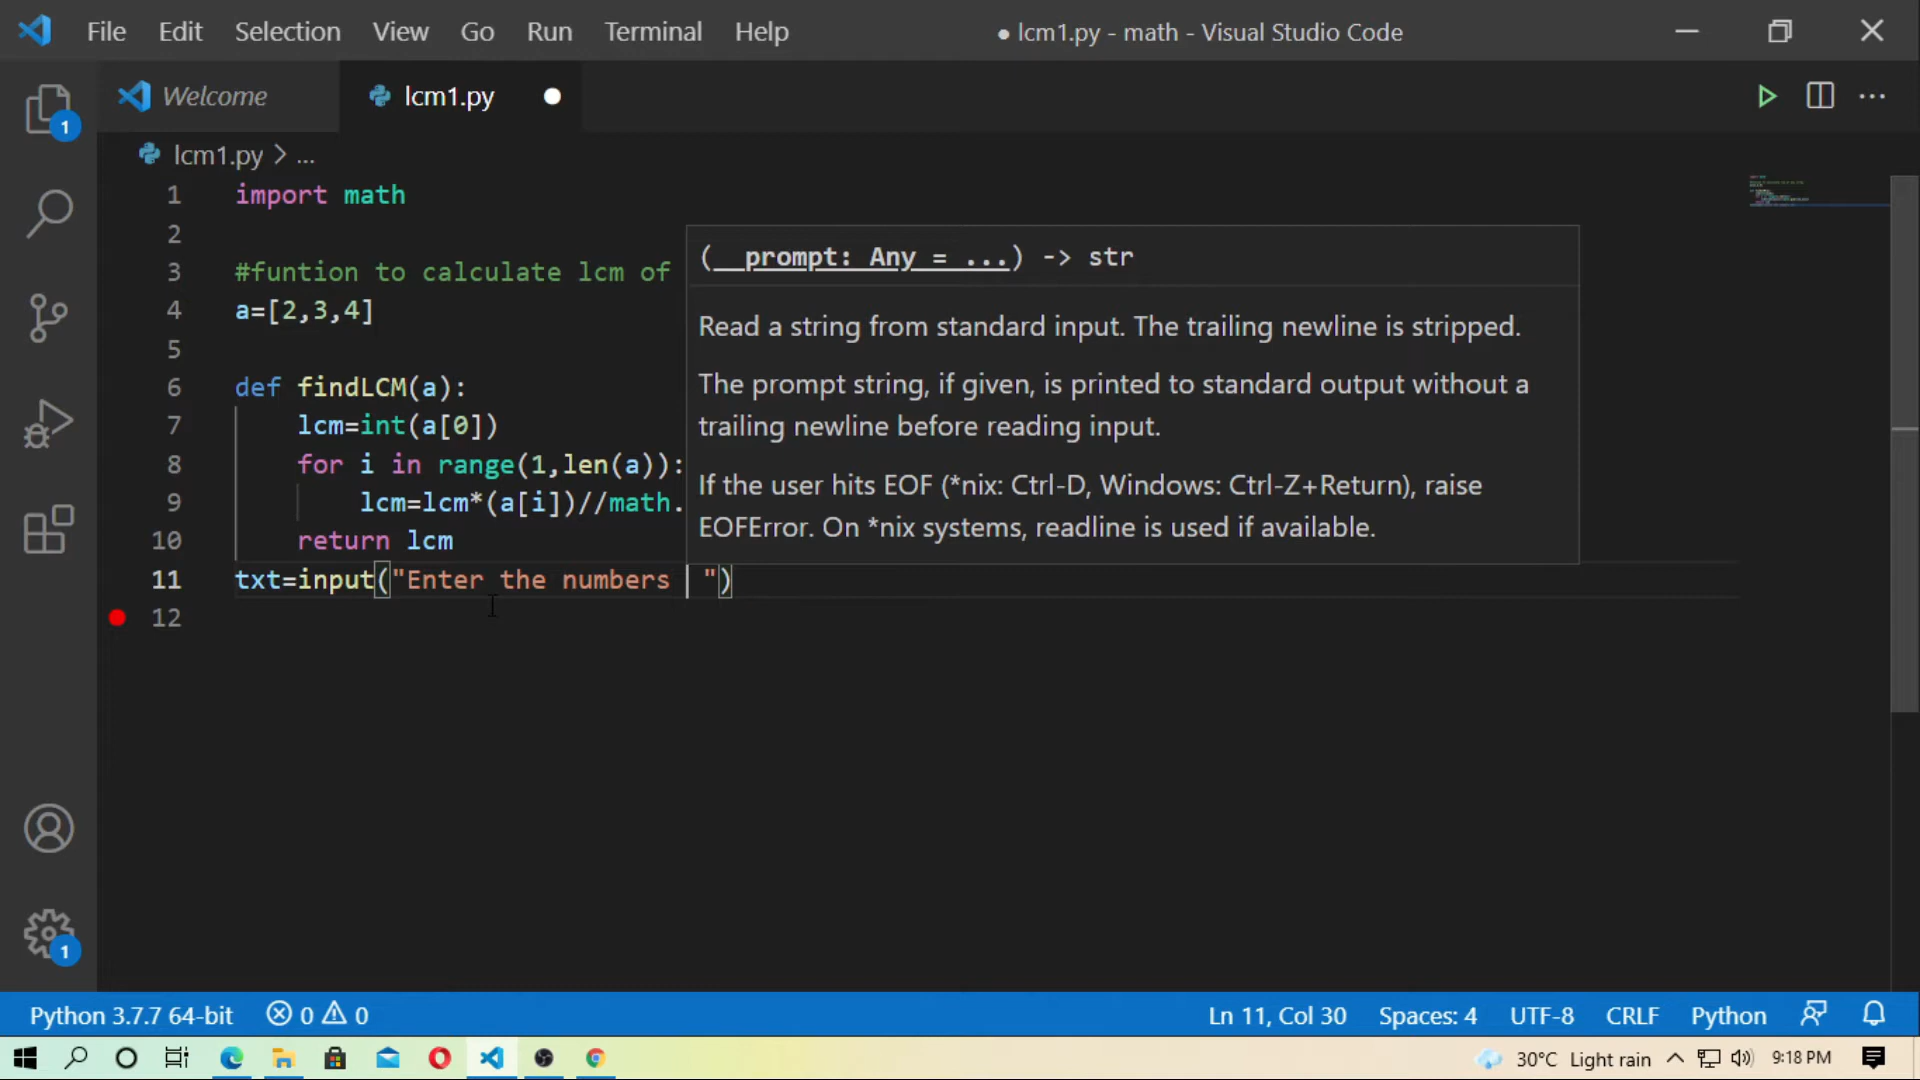 File Edit Selection View Go Run Terminal Help
● lcm1.py - math - Visual Studio Code
Welcome
lcm1.py
lcm1.py > ...
1 import math
2
3 #funtion to calculate lcm of
4 a=[2,3,4]
5
6 def findLCM(a):
7 lcm=int(a[0])
8 for i in range(1,len(a)):
9 lcm=lcm*(a[i])//math.
10 return lcm
11 txt=input("Enter the numbers  ")
12
(__prompt: Any = ...) -> str
Read a string from standard input. The trailing newline is stripped.
The prompt string, if given, is printed to standard output without a
trailing newline before reading input.
If the user hits EOF (*nix: Ctrl-D, Windows: Ctrl-Z+Return), raise
EOFError. On *nix systems, readline is used if available.
1
1
Python 3.7.7 64-bit 0 0 Ln 11, Col 30 Spaces: 4 UTF-8 CRLF Python
30°C Light rain 9:18 PM